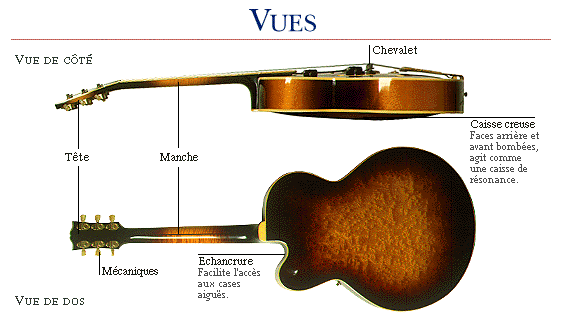 VUES
VUE DE CÔTÉ
Chevalet
Caisse creuse
Faces arrière et
avant bombées,
agit comme
une caisse de
résonance.
Tête
Manche
Mécaniques
Echancrure
Facilite l'accès
aux cases
aiguës.
VUE DE DOS